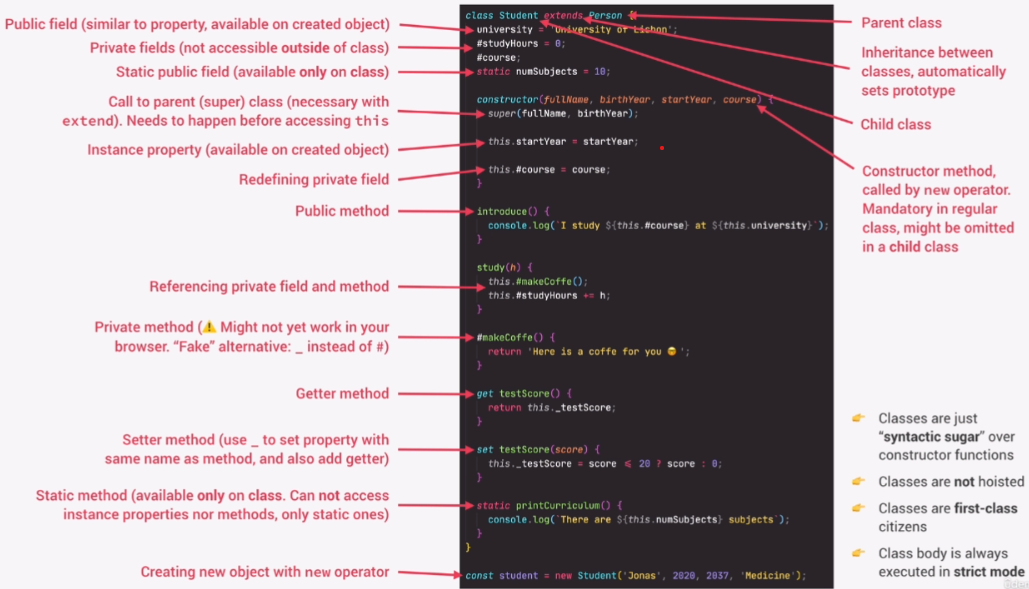 Public field (similar to property, available on created object)
Private fields (not accessible outside of class)
Static public field (available only on class)
Call to parent (super) class (necessary with
extend). Needs to happen before accessing this
Instance property (available on created object)
Redefining private field
Public method
Referencing private field and method
Private method (⚠️ Might not yet work in your
browser. “Fake” alternative: _ instead of #)
Getter method
Setter method (use _ to set property with
same name as method, and also add getter)
Static method (available only on class. Can not access
instance properties nor methods, only static ones)
Creating new object with new operator
class Student extends Person {
university = 'University of Lisbon';
#studyHours = 0;
#course;
static numSubjects = 10;
constructor(fullName, birthYear, startYear, course) {
super(fullName, birthYear);
this.startYear = startYear;
this.#course = course;
}
introduce() {
console.log(`I study ${this.#course} at ${this.university}`);
}
study(h) {
this.#makeCoffe();
this.#studyHours += h;
}
#makeCoffe() {
return 'Here is a coffe for you 😎';
}
get testScore() {
return this._testScore;
}
set testScore(score) {
this._testScore = score ≤ 20 ? score : 0;
}
static printCurriculum() {
console.log(`There are ${this.numSubjects} subjects`);
}
}
const student = new Student('Jonas', 2020, 2037, 'Medicine');
Parent class
Inheritance between
classes, automatically
sets prototype
Child class
Constructor method,
called by new operator.
Mandatory in regular
class, might be omitted
in a child class
👉 Classes are just
“syntactic sugar” over
constructor functions
👉 Classes are not hoisted
👉 Classes are first-class
citizens
👉 Class body is always
executed in strict mode